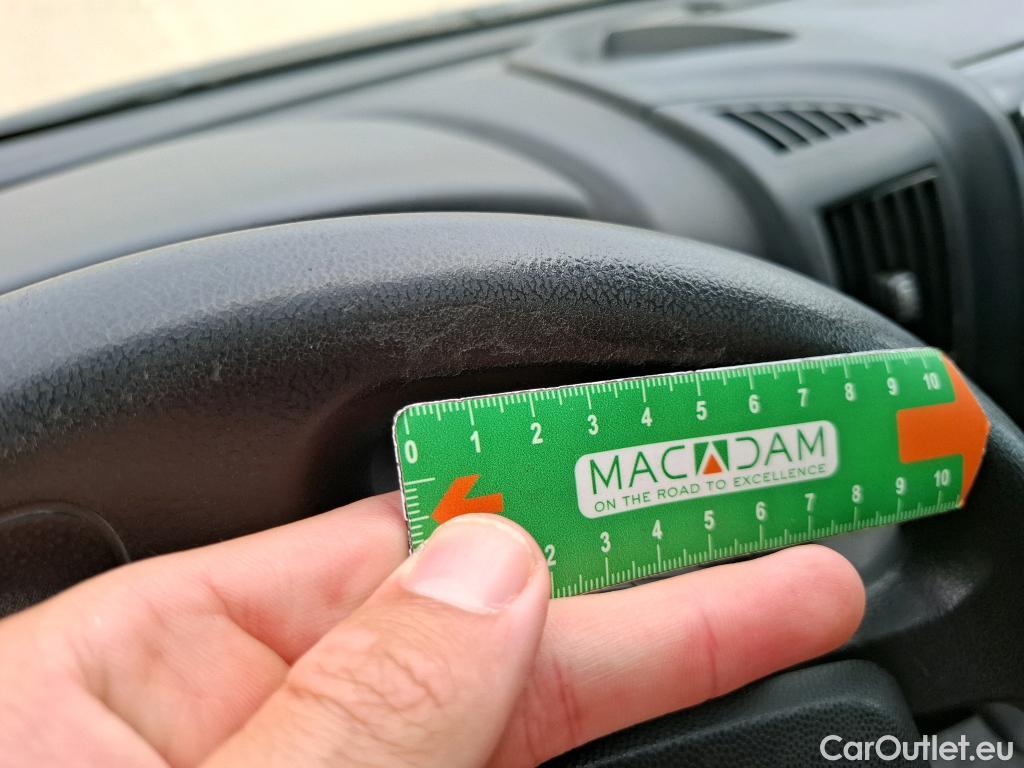 0 1 2 3 4 5 6 7 8 9 10
MACADAM
ON THE ROAD TO EXCELLENCE
2 3 4 5 6 7 8 9 10
CarOutlet.eu